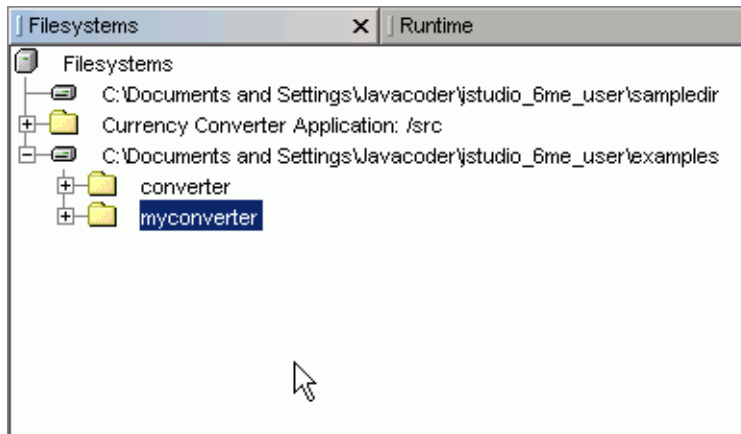 Filesystems
Runtime
Filesystems
C:\Documents and Settings\Javacoder\jstudio_6me_user\sampledir
Currency Converter Application: /src
C:\Documents and Settings\Javacoder\jstudio_6me_user\examples
converter
myconverter